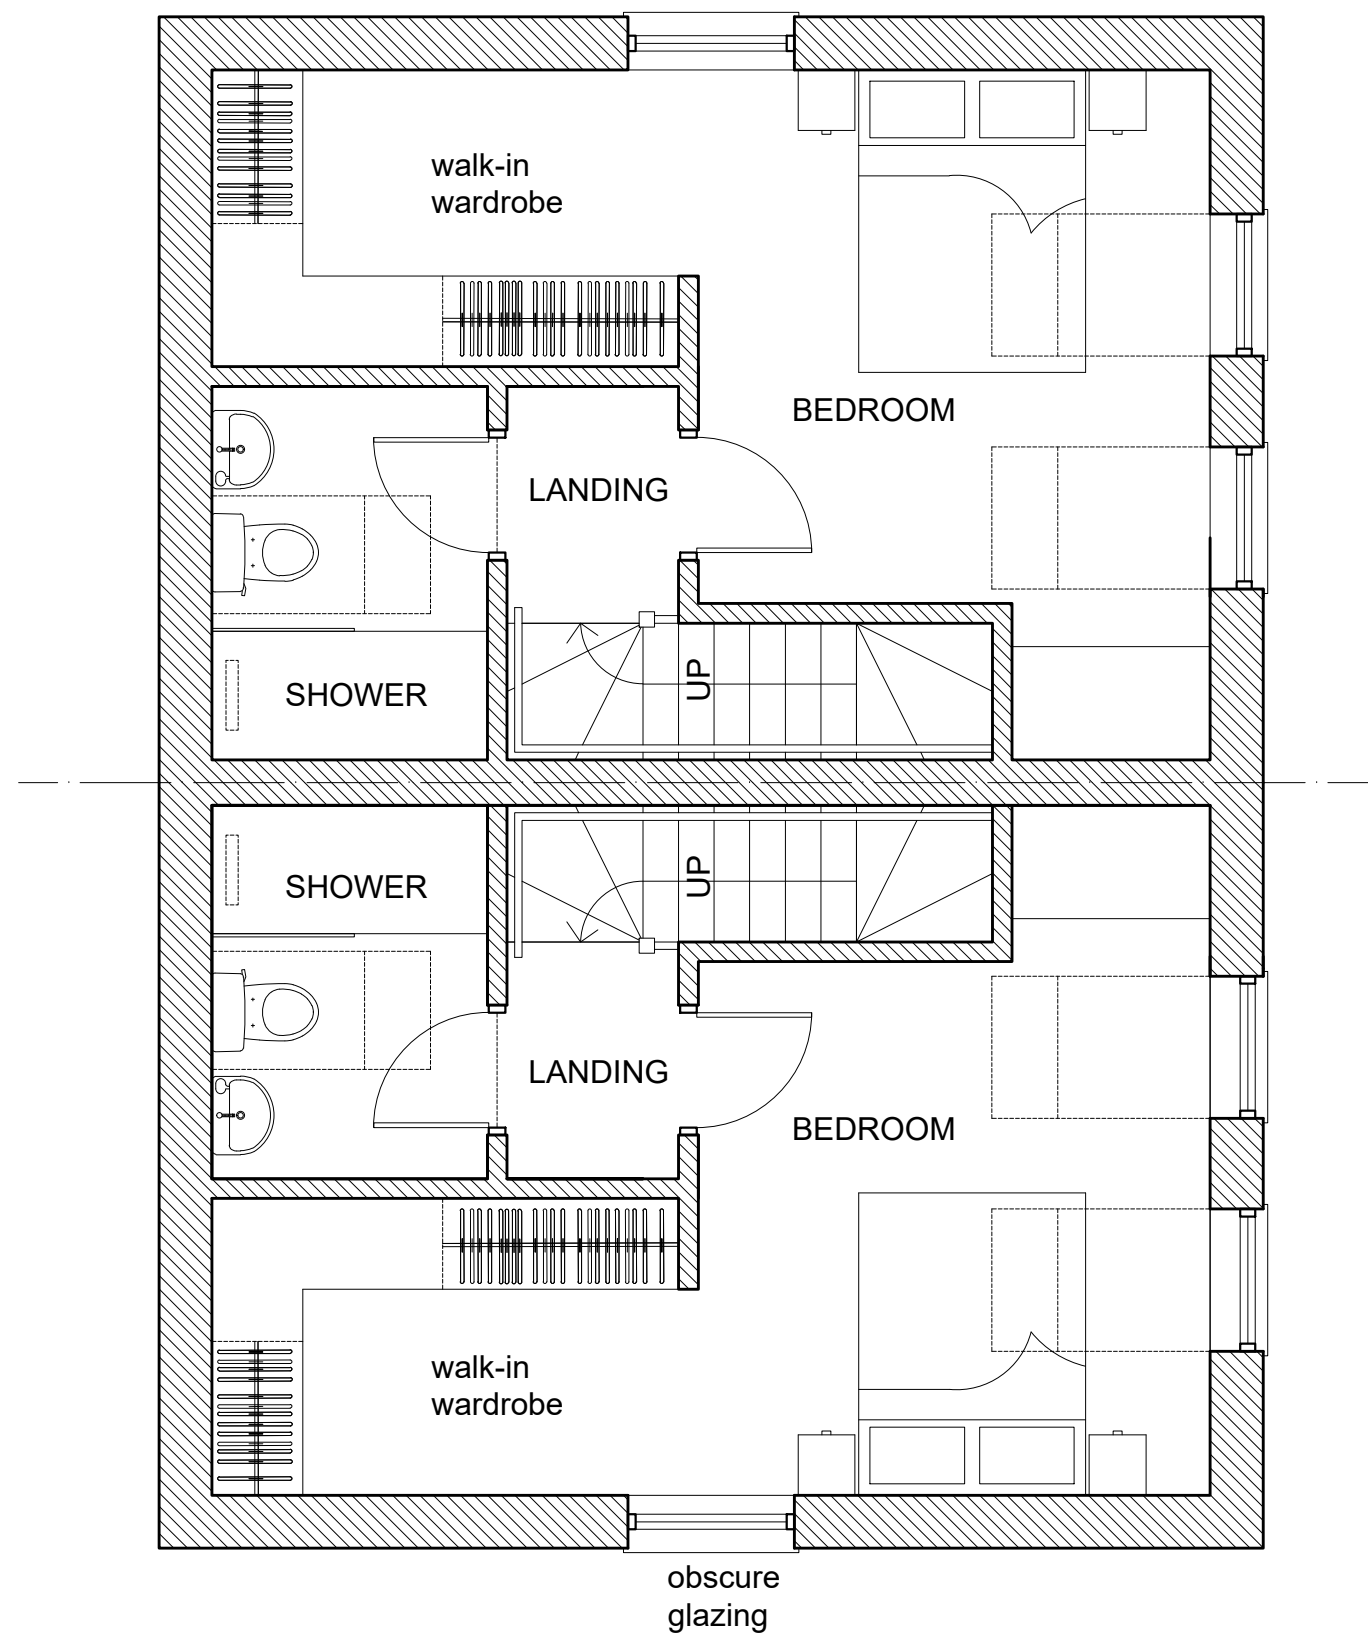 walk-in
wardrobe
BEDROOM
LANDING
UP
SHOWER
SHOWER
UP
LANDING
BEDROOM
walk-in
wardrobe
obscure
glazing